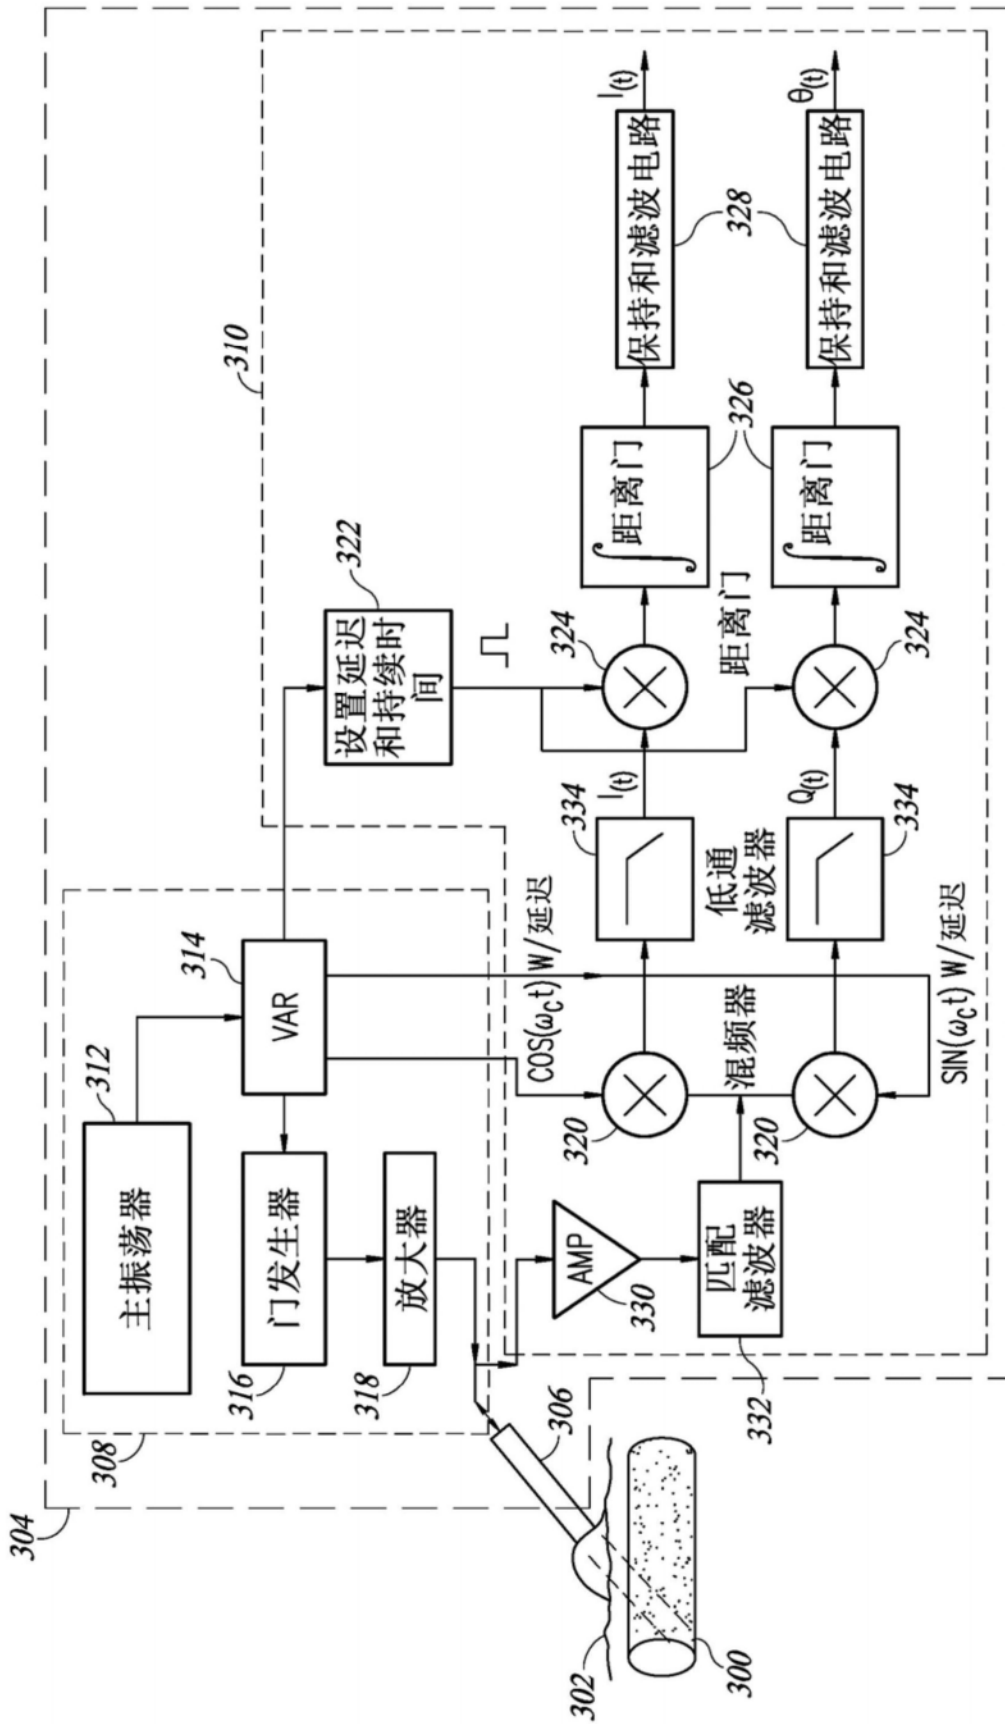 304
308
312
主振荡器
314
VAR
316
门发生器
318
放大器
310
322
设置延迟
和持续时
间
306
302
300
AMP
330
332
匹配
滤波器
COS(ωct) W/延迟
SIN(ωct) W/延迟
320
混频器
320
334
低通
滤波器
334
I(t)
Q(t)
324
距离门
324
距离门
326
距离门
保持和滤波电路
328
保持和滤波电路
I(t)
θ(t)